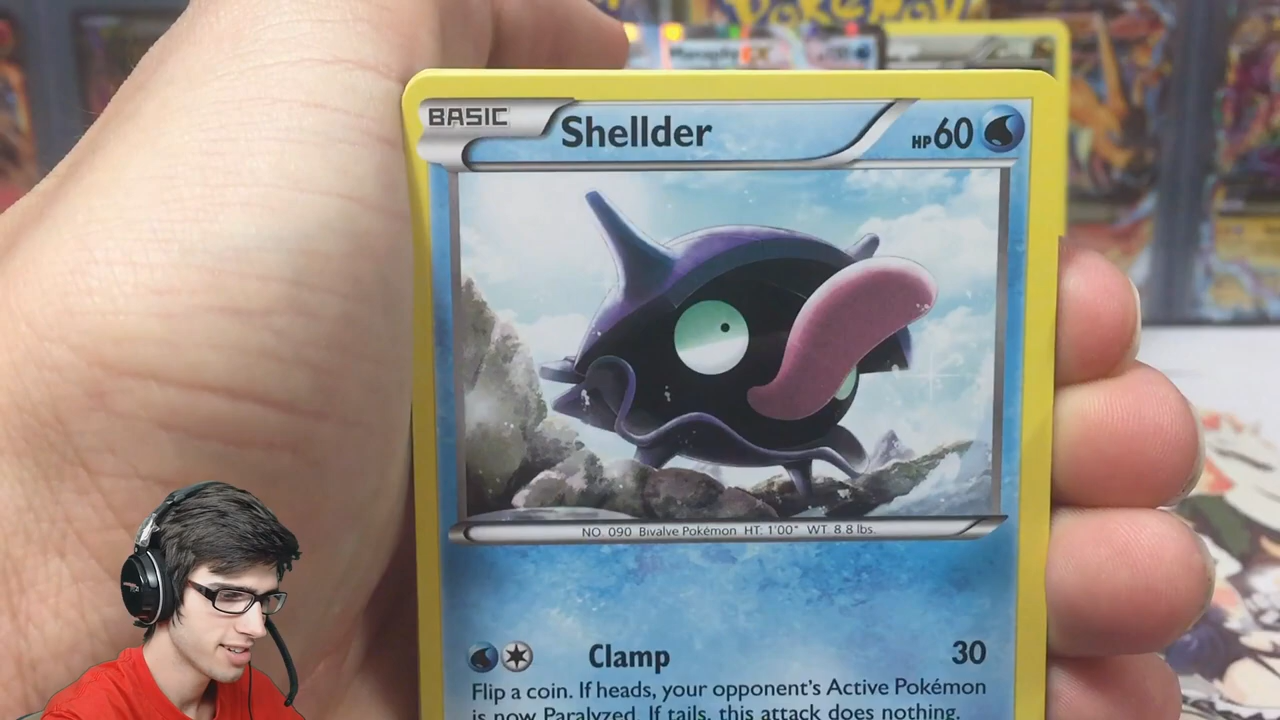 Pokémon
BASIC Shellder HP60
NO. 090 Bivalve Pokémon HT: 1'00" WT: 8.8 lbs.
Clamp 30
Flip a coin. If heads, your opponent's Active Pokémon
is now Paralyzed. If tails, this attack does nothing.